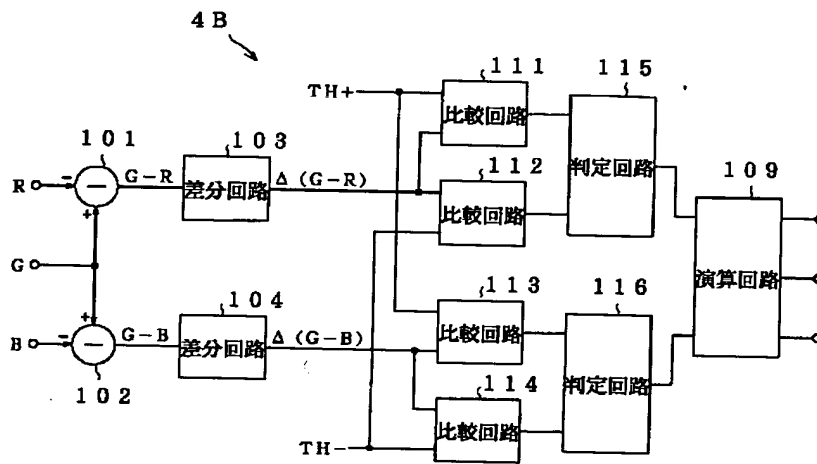 4B
111
115
TH+
比較回路
101
103
112
判定回路
109
R
−
−
G−R
差分回路
Δ(G−R)
比較回路
+
G
104
113
116
演算回路
+
B
−
−
G−B
差分回路
Δ(G−B)
比較回路
判定回路
102
114
比較回路
TH−